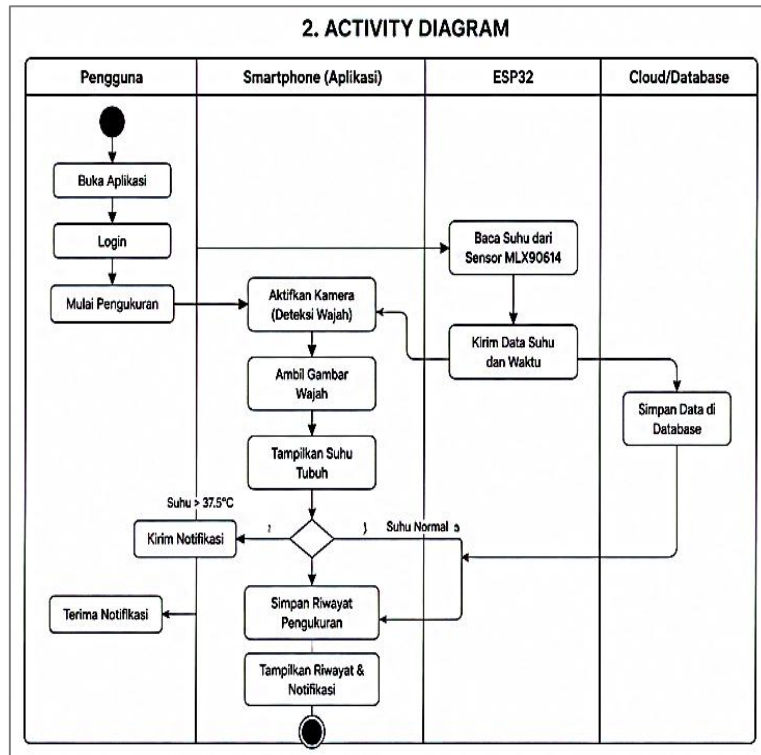 2. ACTIVITY DIAGRAM
Pengguna
Smartphone (Aplikasi)
ESP32
Cloud/Database
Buka Aplikasi
Login
Mulai Pengukuran
Baca Suhu dari
Sensor MLX90614
Aktifkan Kamera
(Deteksi Wajah)
Kirim Data Suhu
dan Waktu
Ambil Gambar
Wajah
Simpan Data di
Database
Tampilkan Suhu
Tubuh
Suhu > 37.5°C
Suhu Normal
Kirim Notifikasi
Terima Notifikasi
Simpan Riwayat
Pengukuran
Tampilkan Riwayat &
Notifikasi